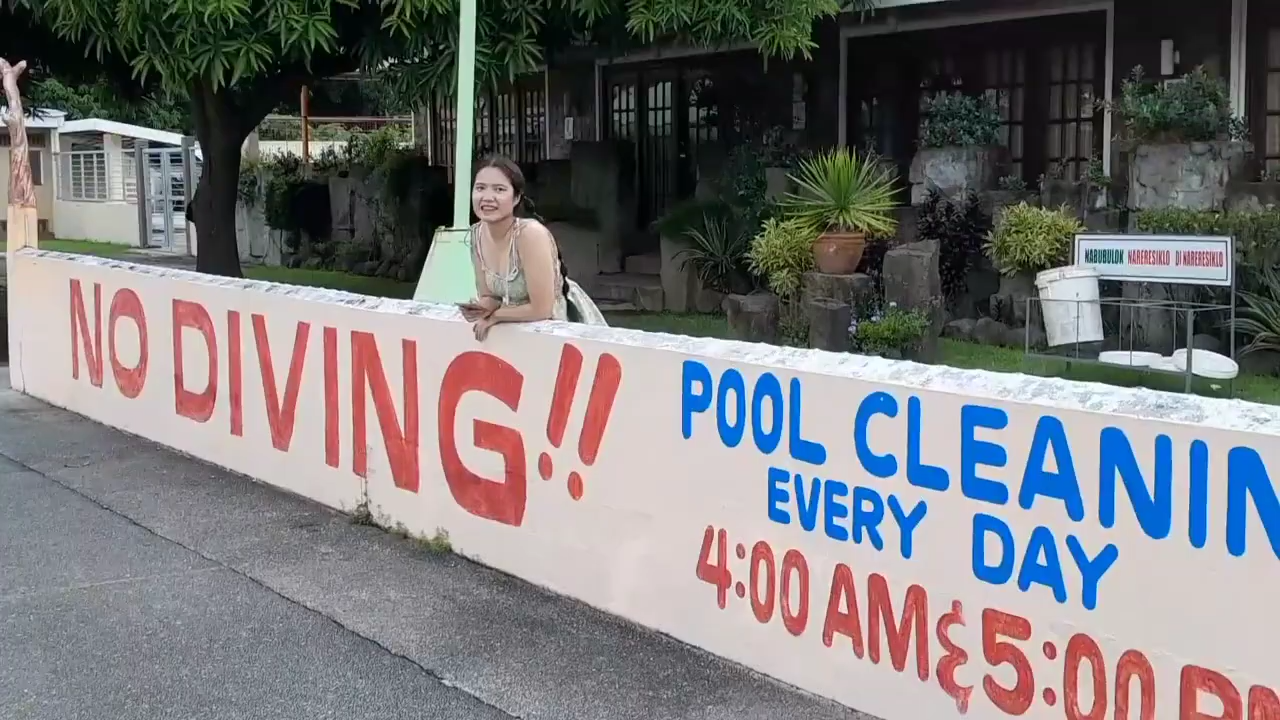 NABUBULOK NARERESIKLO DI NARERESIKLO
NO DIVING!!
POOL CLEANIN
EVERY DAY
4:00 AM & 5:00 P